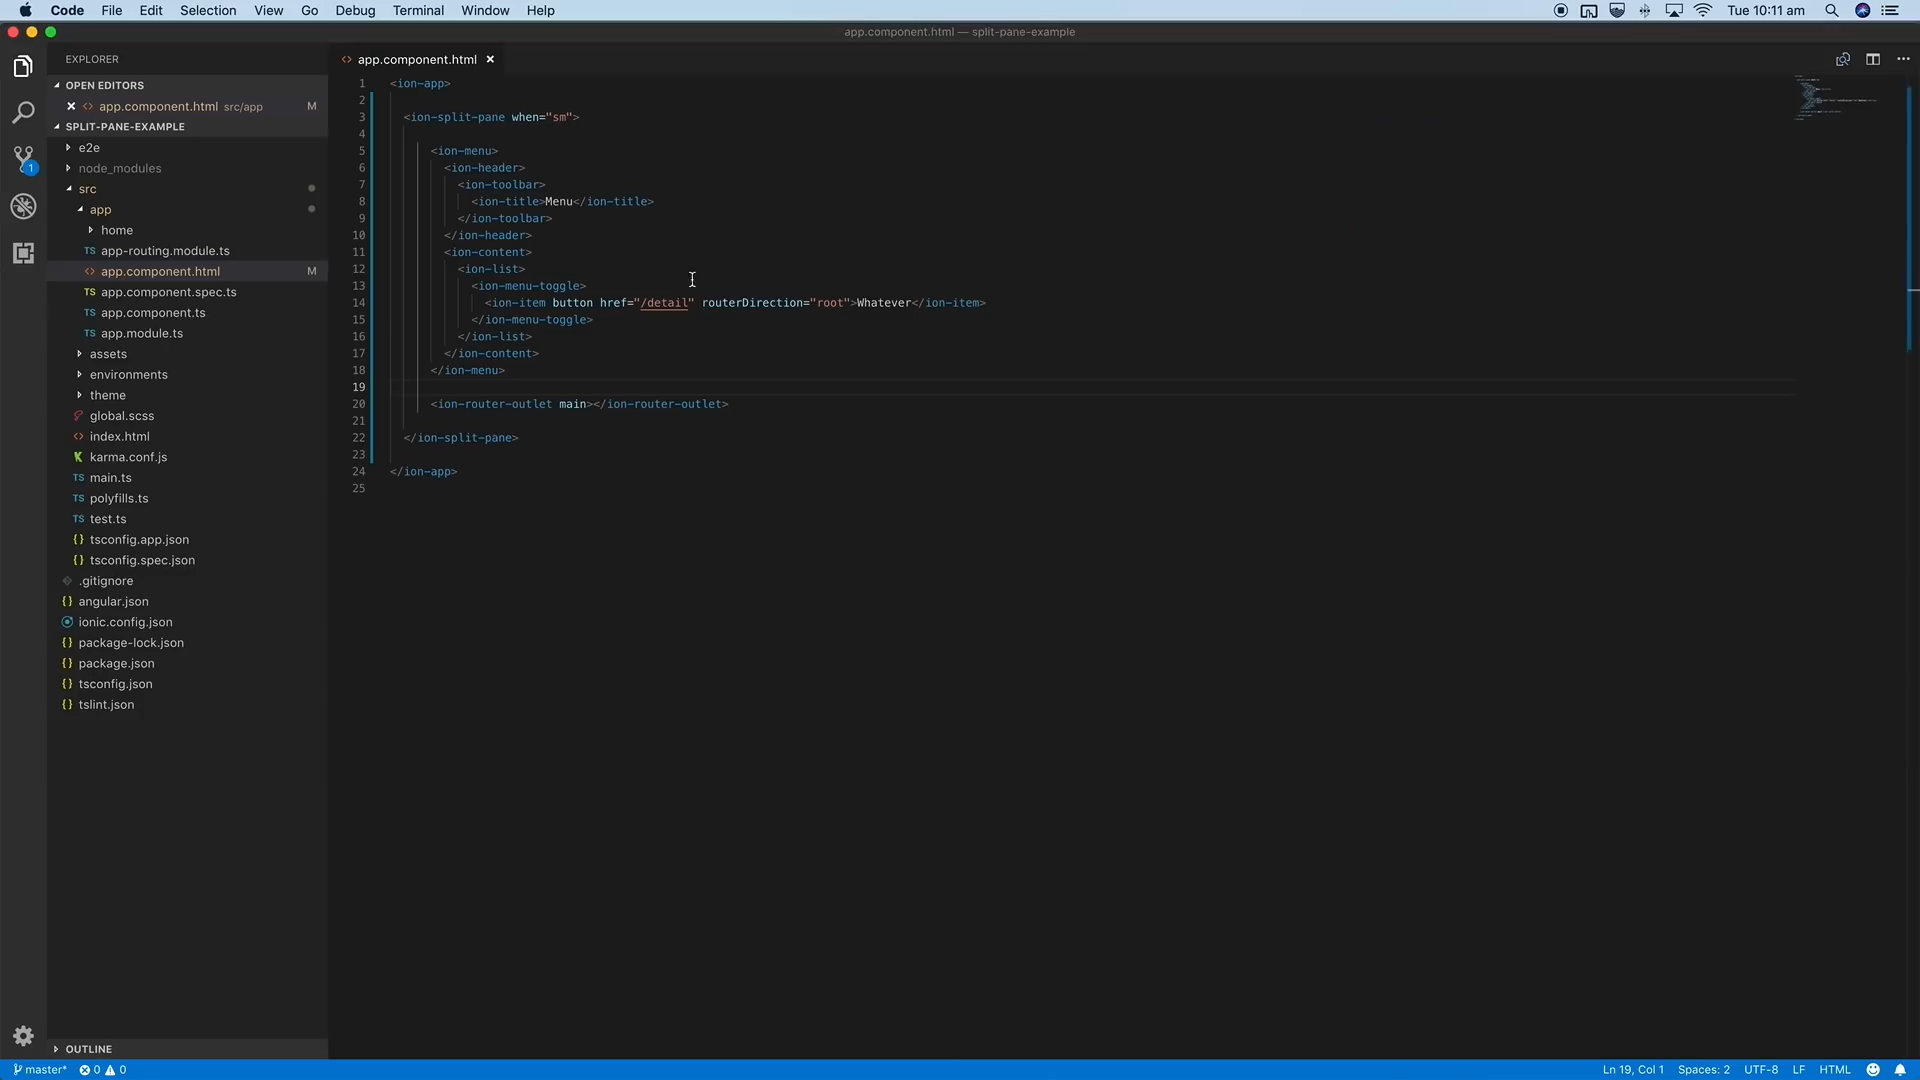 Code File Edit Selection View Go Debug Terminal Window Help Tue 10:11 am
app.component.html — split-pane-example
EXPLORER
OPEN EDITORS
app.component.html src/app M
SPLIT-PANE-EXAMPLE
e2e
node_modules
src
app
home
TS app-routing.module.ts
<> app.component.html M
TS app.component.spec.ts
TS app.component.ts
TS app.module.ts
assets
environments
theme
global.scss
<> index.html
karma.conf.js
TS main.ts
TS polyfills.ts
TS test.ts
{} tsconfig.app.json
{} tsconfig.spec.json
.gitignore
{} angular.json
ionic.config.json
{} package-lock.json
{} package.json
{} tsconfig.json
{} tslint.json
OUTLINE
1
<> app.component.html
1 <ion-app>
2
3 <ion-split-pane when="sm">
4
5 <ion-menu>
6 <ion-header>
7 <ion-toolbar>
8 <ion-title>Menu</ion-title>
9 </ion-toolbar>
10 </ion-header>
11 <ion-content>
12 <ion-list>
13 <ion-menu-toggle>
14 <ion-item button href="/detail" routerDirection="root">Whatever</ion-item>
15 </ion-menu-toggle>
16 </ion-list>
17 </ion-content>
18 </ion-menu>
19
20 <ion-router-outlet main></ion-router-outlet>
21
22 </ion-split-pane>
23
24 </ion-app>
25
master* 0 0 Ln 19, Col 1 Spaces: 2 UTF-8 LF HTML